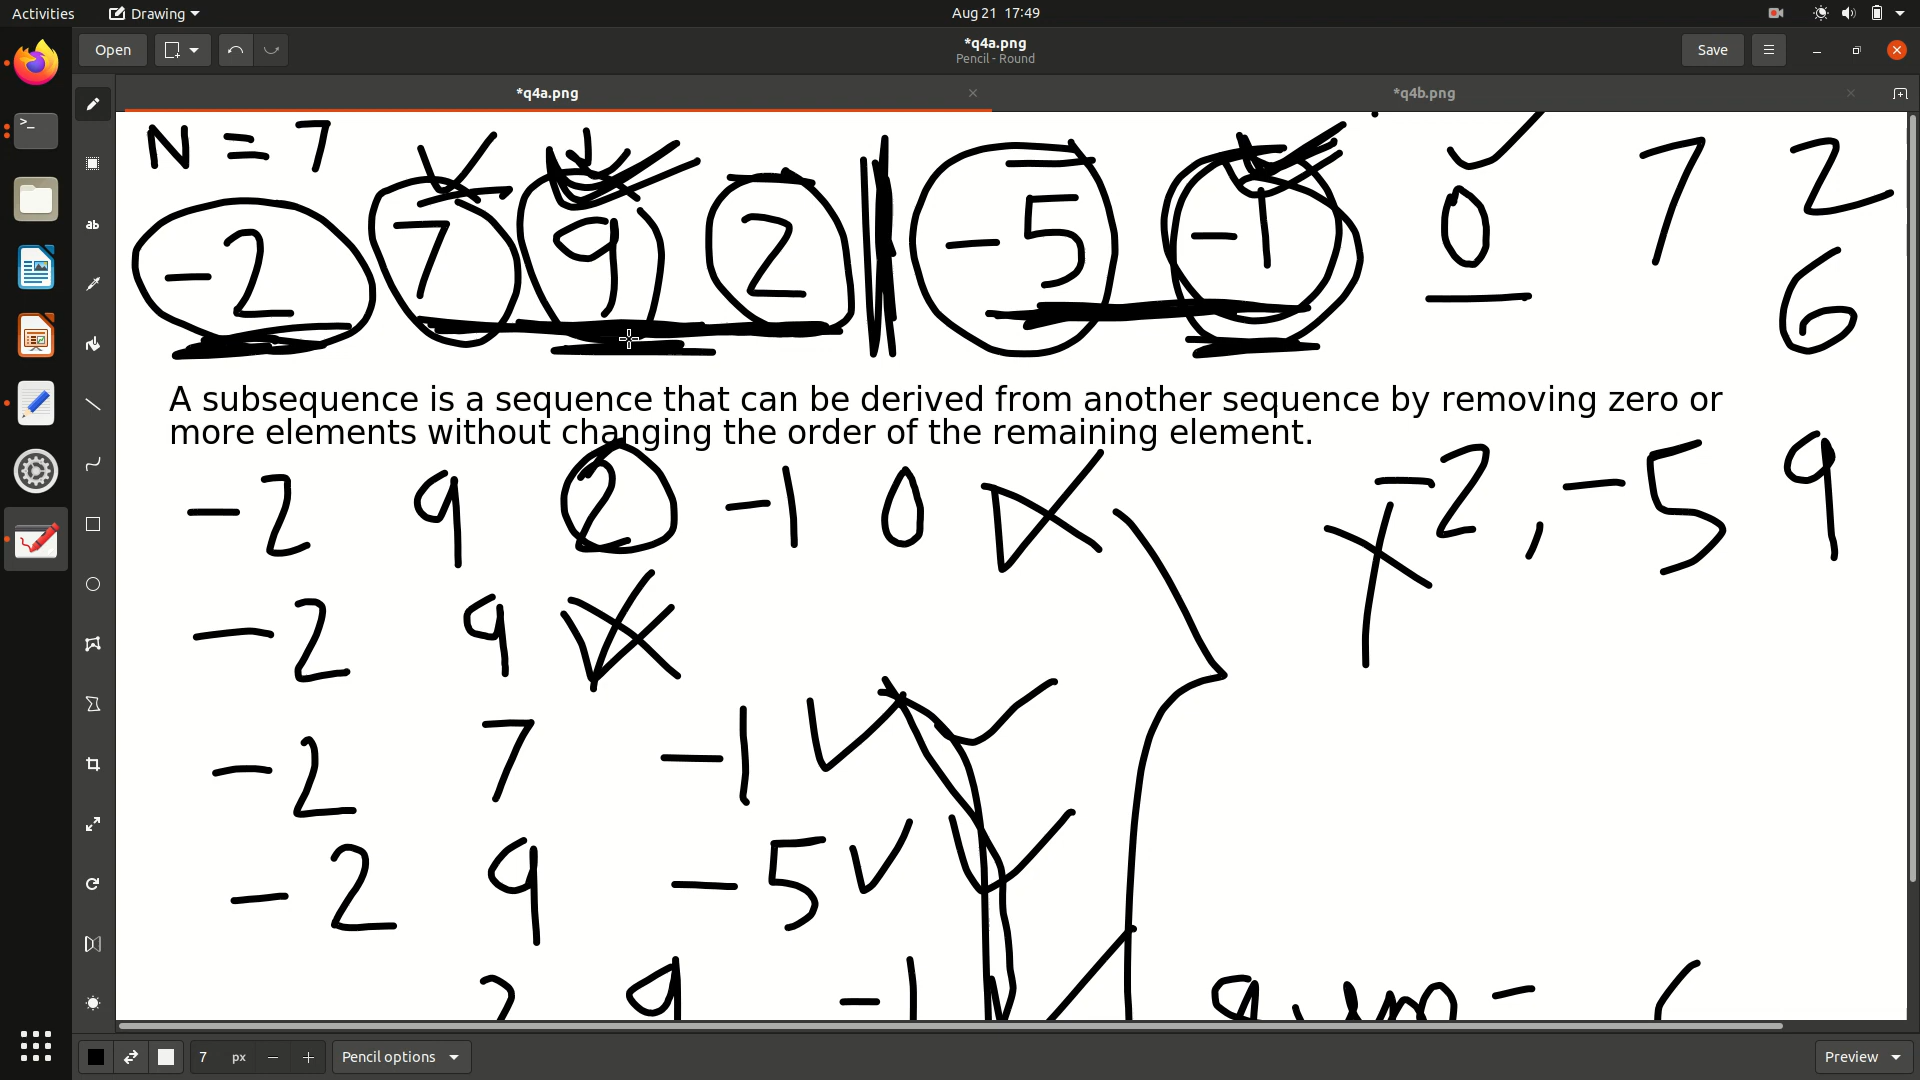 Activities Drawing Aug 21 17:49
Open *q4a.png Save
Pencil - Round
*q4a.png *q4b.png
N = 7
-2 7 9 2 -5 -1 0 7 2
6
A subsequence is a sequence that can be derived from another sequence by removing zero or
more elements without changing the order of the remaining element.
-2 9 2 -1 0 -2, -5 9
-2 9
-2 7 -1
-2 9 -5
9 -1
7 px - + Pencil options Preview